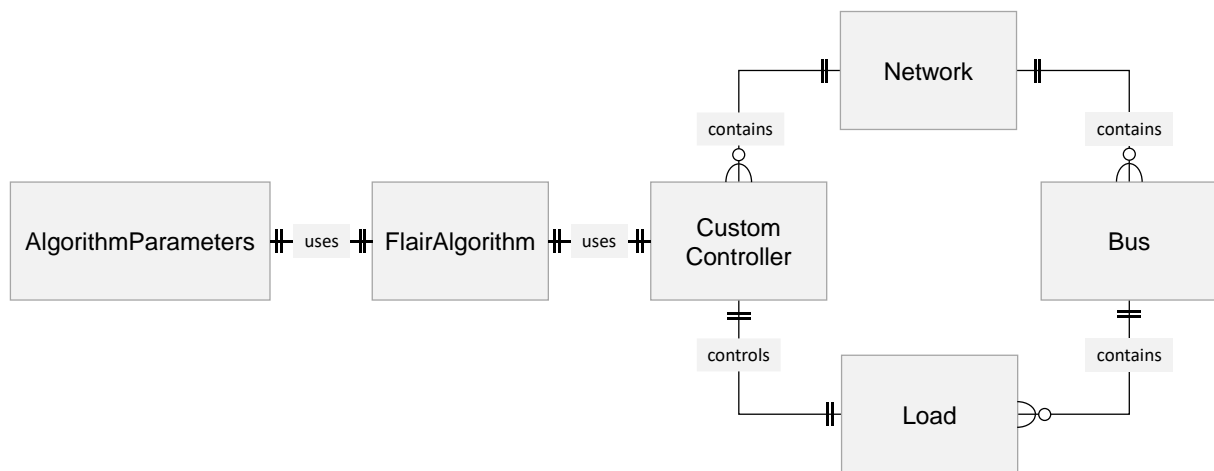 Network
contains
contains
AlgorithmParameters
uses
FlairAlgorithm
uses
Custom
Controller
Bus
controls
contains
Load